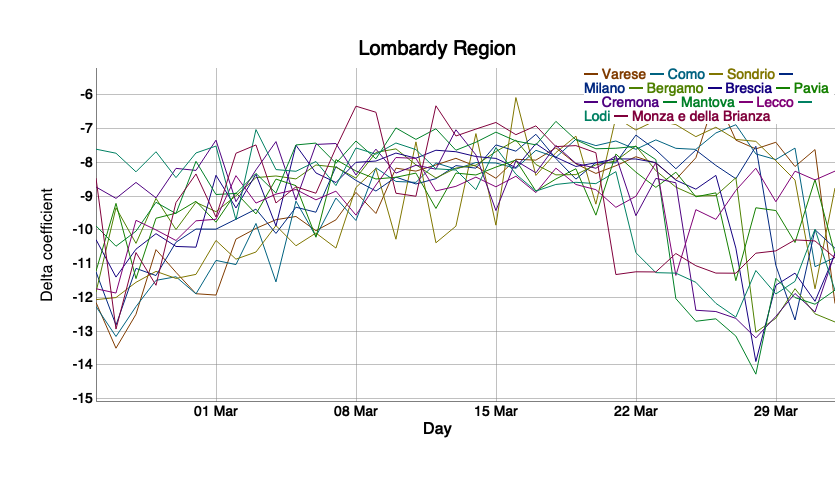 Lombardy Region
— Varese — Como — Sondrio —
Milano — Bergamo — Brescia — Pavia
— Cremona — Mantova — Lecco —
Lodi — Monza e della Brianza
-6
-7
-8
-9
-10
-11
-12
-13
-14
-15
Delta coefficient
01 Mar 08 Mar 15 Mar 22 Mar 29 Mar
Day